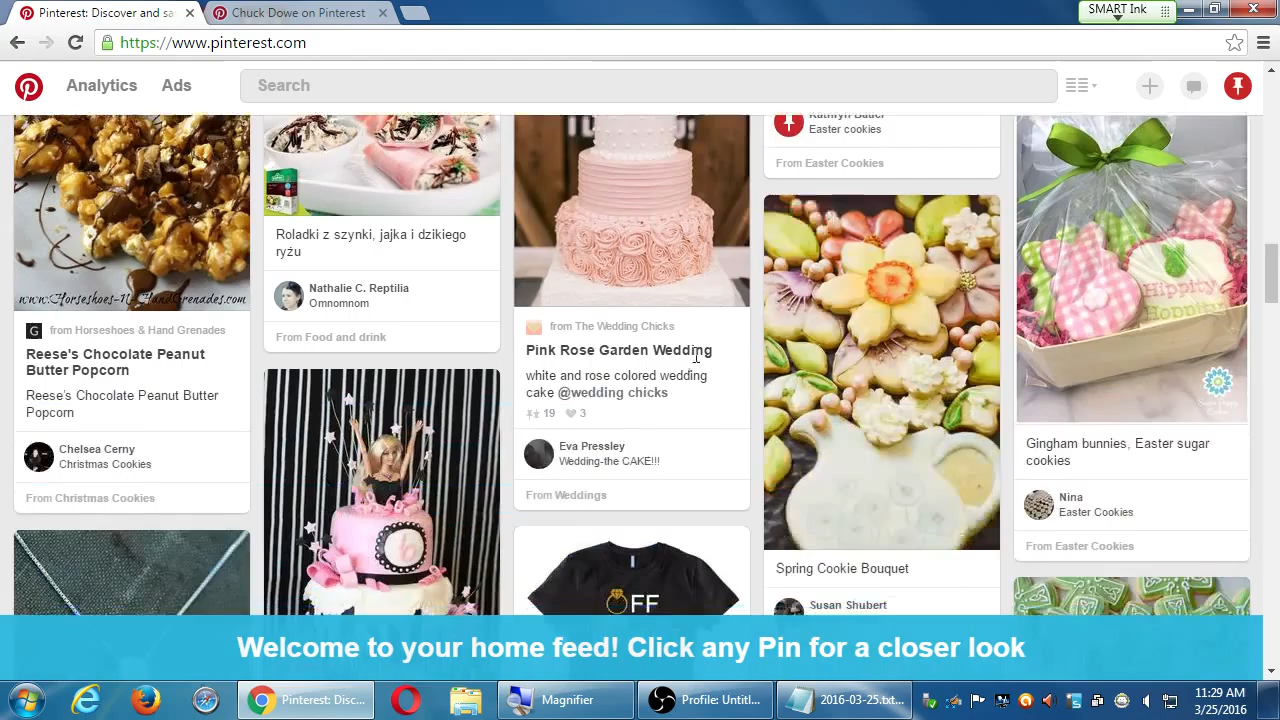 Pinterest: Discover and sa
Chuck Dowe on Pinterest
SMART Ink
https://www.pinterest.com
Analytics
Ads
Search
www.Horseshoes-N-HandGrenades.com
G
from Horseshoes & Hand Grenades
Reese's Chocolate Peanut
Butter Popcorn
Reese's Chocolate Peanut Butter
Popcorn
Chelsea Cerny
Christmas Cookies
From Christmas Cookies
Roladki z szynki, jajka i dzikiego
ryżu
Nathalie C. Reptilia
Omnomnom
From Food and drink
from The Wedding Chicks
Pink Rose Garden Wedding
white and rose colored wedding
cake @wedding chicks
19
3
Eva Pressley
Wedding-the CAKE!!!
From Weddings
OFF
Kathryn Bauer
Easter cookies
From Easter Cookies
Spring Cookie Bouquet
Susan Shubert
Hippity
Hoppity
Gingham bunnies, Easter sugar
cookies
Nina
Easter Cookies
From Easter Cookies
Welcome to your home feed! Click any Pin for a closer look
Pinterest: Disc...
Magnifier
Profile: Untitl...
2016-03-25.txt...
11:29 AM
3/25/2016